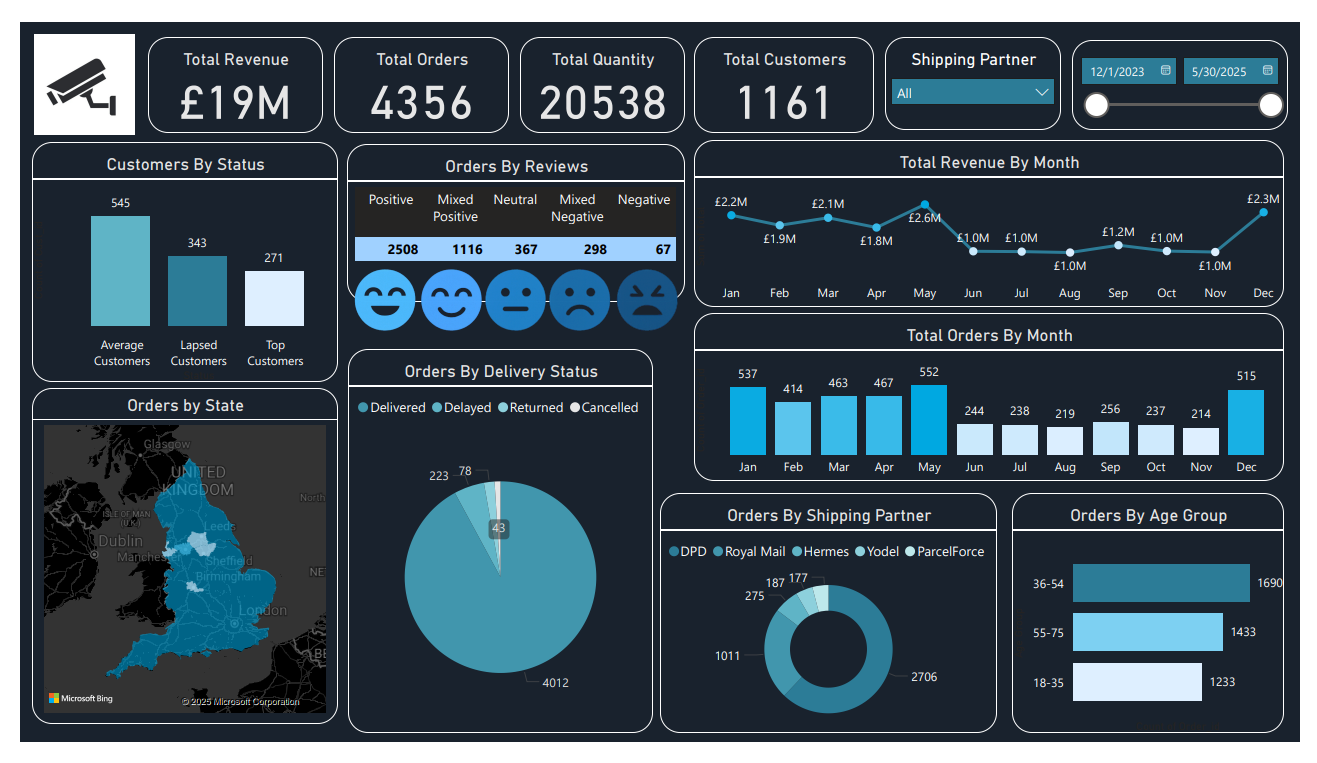 Total Revenue
£19M
Total Orders
4356
Total Quantity
20538
Total Customers
1161
Shipping Partner
All
12/1/2023
5/30/2025
Customers By Status
545
343
271
Average Customers
Lapsed Customers
Top Customers
Orders By Reviews
Positive
Mixed Positive
Neutral
Mixed Negative
Negative
2508 1116 367 298 67
Total Revenue By Month
£2.2M
£1.9M
£2.1M
£1.8M
£2.6M
£1.0M
£1.0M
£1.0M
£1.2M
£1.0M
£1.0M
£2.3M
Jan Feb Mar Apr May Jun Jul Aug Sep Oct Nov Dec
Total Orders By Month
537 414 463 467 552 244 238 219 256 237 214 515
Jan Feb Mar Apr May Jun Jul Aug Sep Oct Nov Dec
Orders by State
Glasgow
UNITED
KINGDOM
North
ISLE OF MAN
(U.K.)
Leeds
Dublin
Manchester
Sheffield
Birmingham
NE
London
BE
Microsoft Bing
© 2025 Microsoft Corporation
Orders By Delivery Status
Delivered Delayed Returned Cancelled
223
78
43
4012
Orders By Shipping Partner
DPD Royal Mail Hermes Yodel ParcelForce
187 177
275
1011
2706
Orders By Age Group
36-54 1690
55-75 1433
18-35 1233